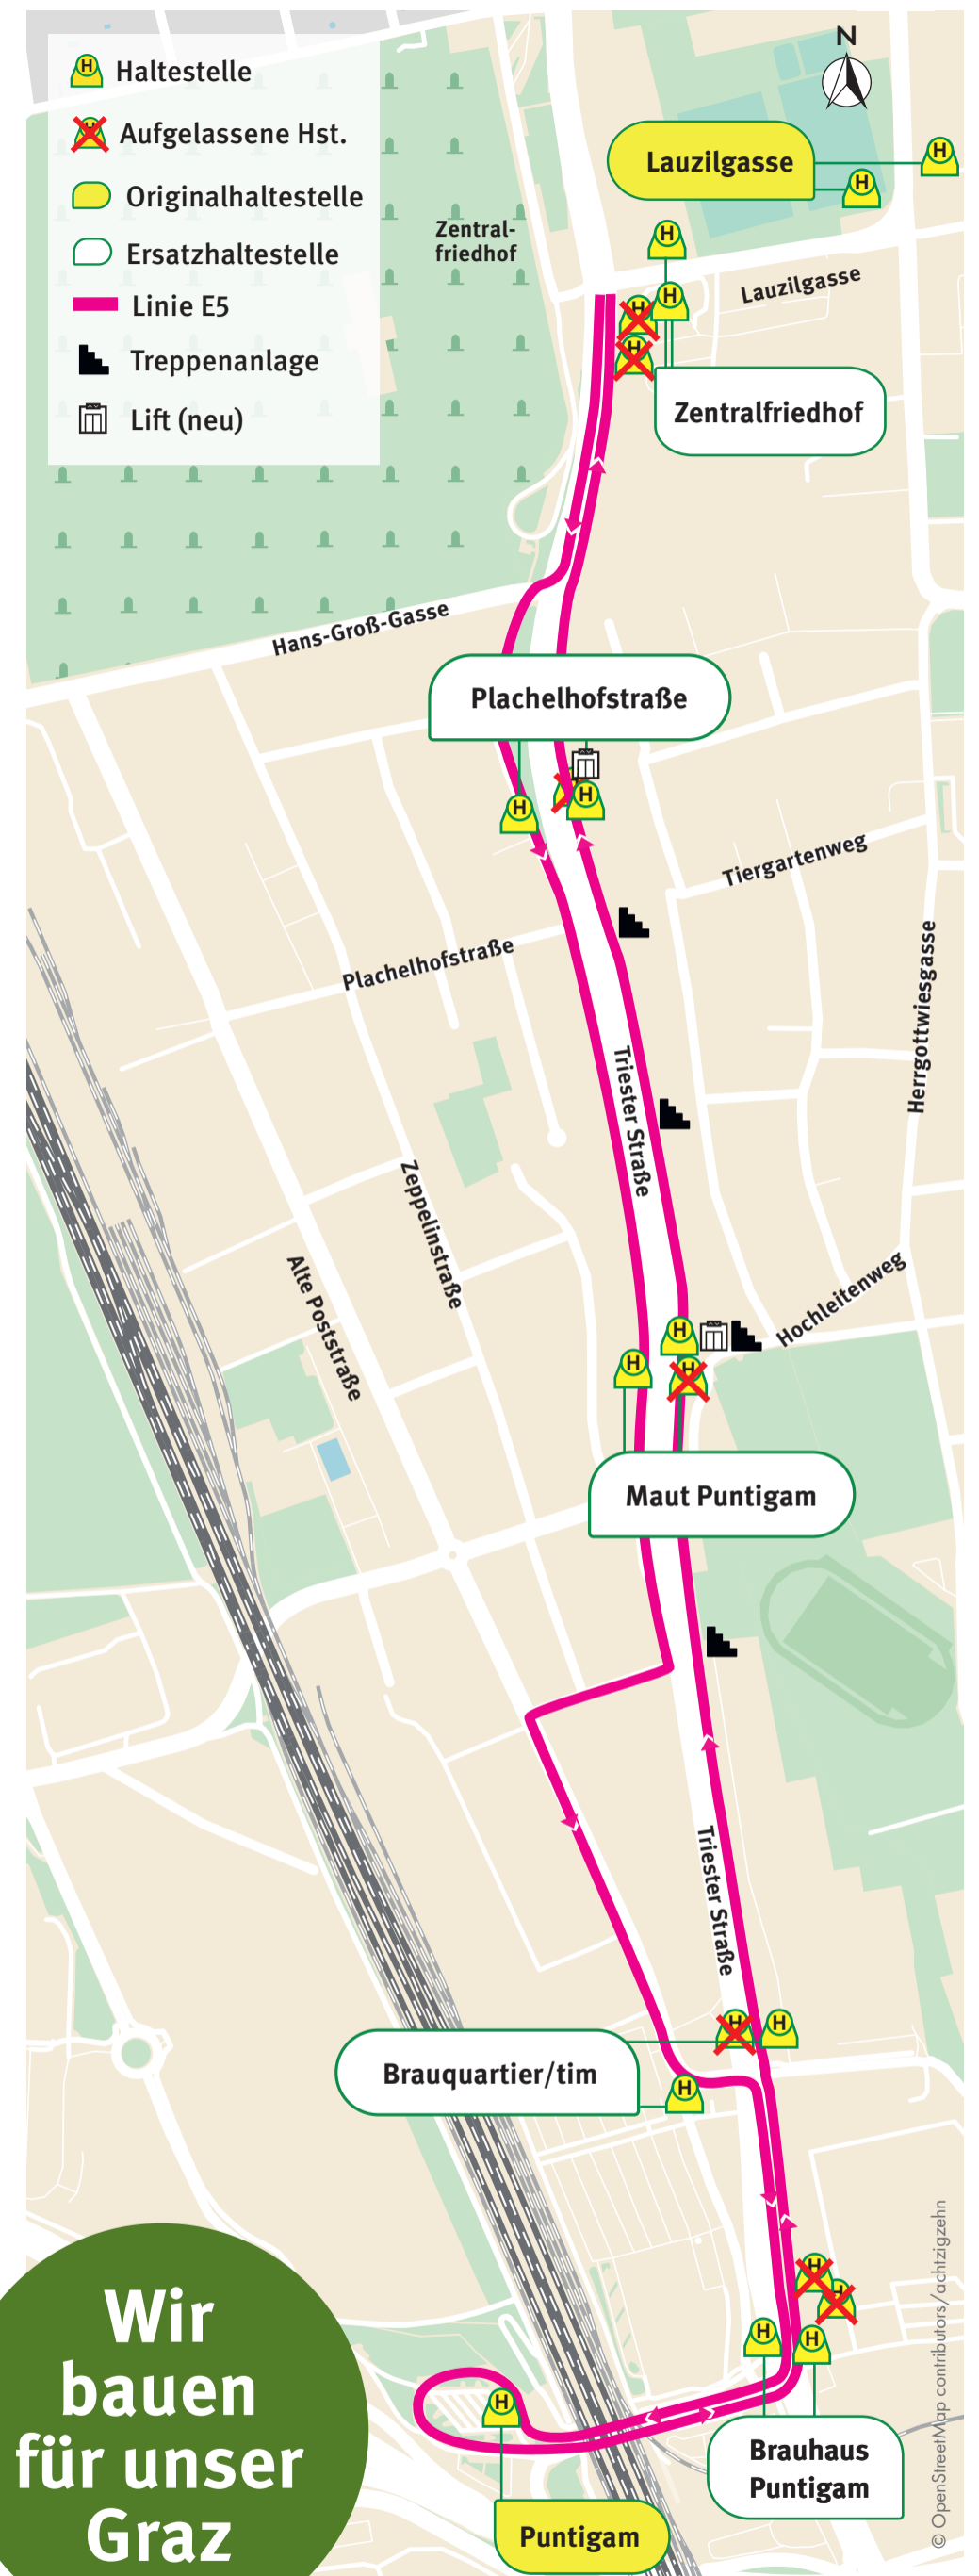 H Haltestelle
H Aufgelassene Hst.
Originalhaltestelle
Ersatzhaltestelle
Linie E5
Treppenanlage
Lift (neu)
N
H
Lauzilgasse
H
Zentral-
friedhof
H
Lauzilgasse
H
H
H
Zentralfriedhof
Hans-Groß-Gasse
Plachelhofstraße
H
H
Tiergartenweg
Plachelhofstraße
Herrgottwiesgasse
Triester Straße
Zeppelinstraße
Alte Poststraße
Hochleitenweg
H
H
H
Maut Puntigam
Triester Straße
H
H
Brauquartier/tim
H
H
H
H
H
H
Brauhaus
Puntigam
Puntigam
Wir
bauen
für unser
Graz
© OpenStreetMap contributors/achtzigzehn